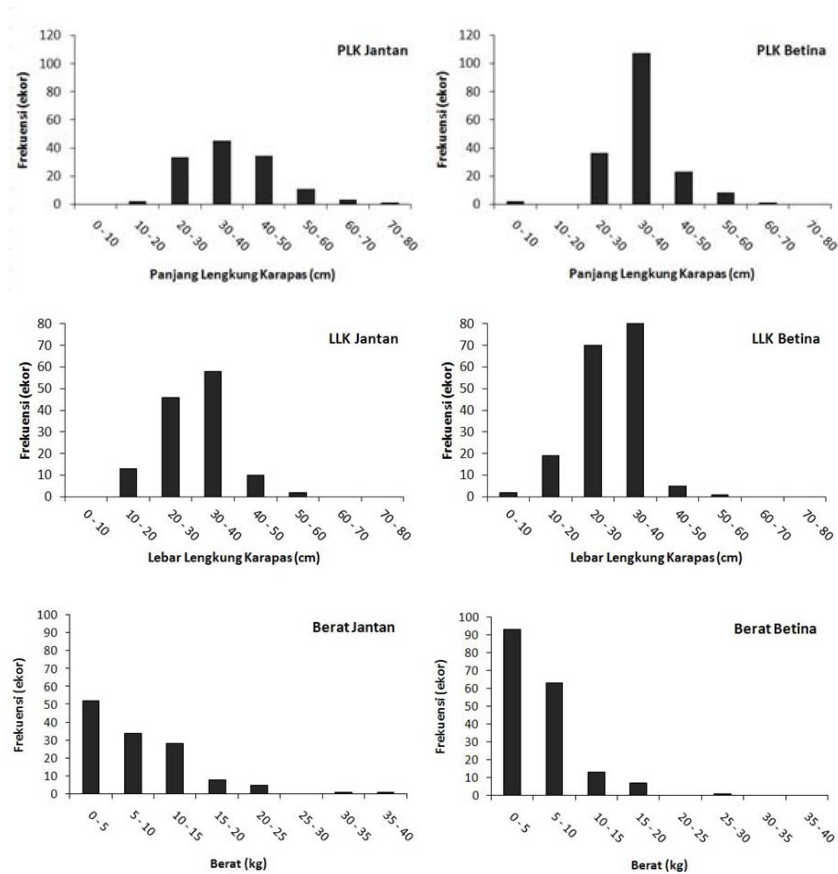 PLK Jantan
Frekuensi (ekor)
120
100
80
60
40
20
0
0 - 10
10 - 20
20 - 30
30 - 40
40 - 50
50 - 60
60 - 70
70 - 80
Panjang Lengkung Karapas (cm)
PLK Betina
Frekuensi (ekor)
120
100
80
60
40
20
0
0 - 10
10 - 20
20 - 30
30 - 40
40 - 50
50 - 60
60 - 70
70 - 80
Panjang Lengkung Karapas (cm)
LLK Jantan
Frekuensi (ekor)
80
70
60
50
40
30
20
10
0
0 - 10
10 - 20
20 - 30
30 - 40
40 - 50
50 - 60
60 - 70
70 - 80
Lebar Lengkung Karapas (cm)
LLK Betina
Frekuensi (ekor)
80
70
60
50
40
30
20
10
0
0 - 10
10 - 20
20 - 30
30 - 40
40 - 50
50 - 60
60 - 70
70 - 80
Lebar Lengkung Karapas (cm)
Berat Jantan
Frekuensi (ekor)
100
90
80
70
60
50
40
30
20
10
0
0 - 5
5 - 10
10 - 15
15 - 20
20 - 25
25 - 30
30 - 35
35 - 40
Berat (kg)
Berat Betina
Frekuensi (ekor)
100
90
80
70
60
50
40
30
20
10
0
0 - 5
5 - 10
10 - 15
15 - 20
20 - 25
25 - 30
30 - 35
35 - 40
Berat (kg)